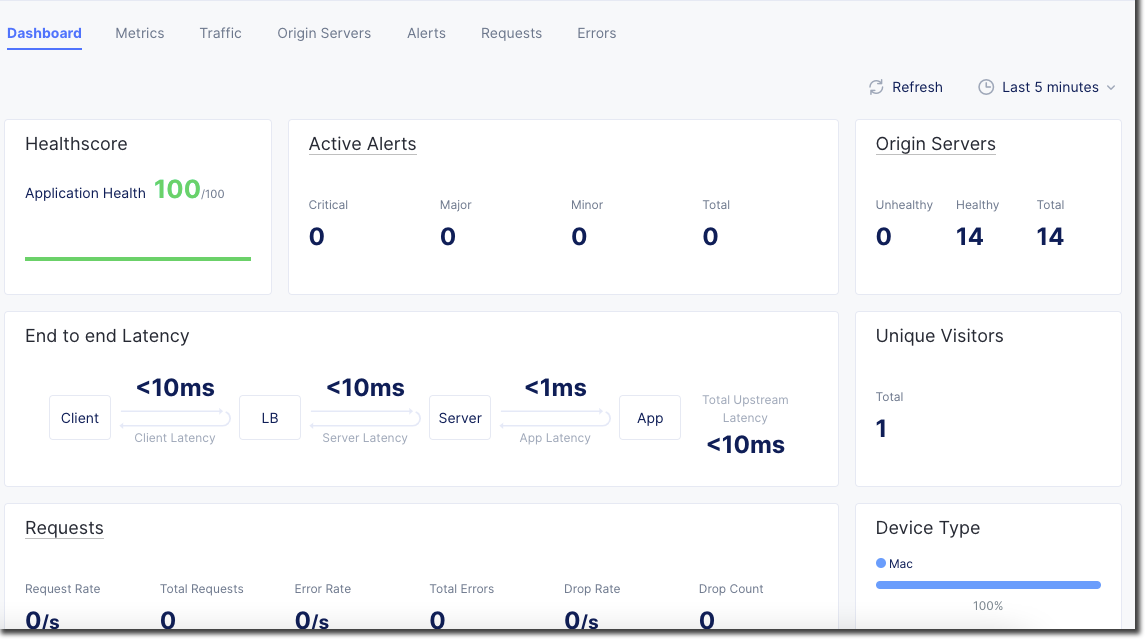 Dashboard Metrics Traffic Origin Servers Alerts Requests Errors
Refresh Last 5 minutes
Healthscore
Application Health 100/100
Active Alerts
Critical Major Minor Total
0 0 0 0
Origin Servers
Unhealthy Healthy Total
0 14 14
End to end Latency
<10ms <10ms <1ms
Client LB Server App
Client Latency Server Latency App Latency
Total Upstream
Latency
<10ms
Unique Visitors
Total
1
Requests
Request Rate Total Requests Error Rate Total Errors Drop Rate Drop Count
0/s 0 0/s 0 0/s 0
Device Type
Mac
100%